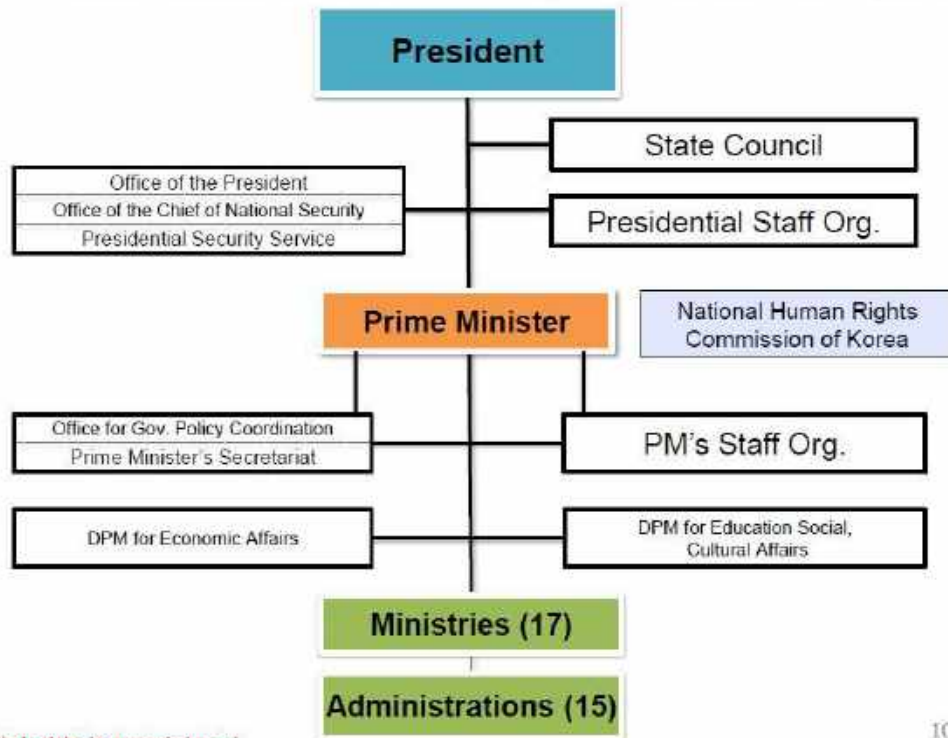 President
State Council
Office of the President
Office of the Chief of National Security
Presidential Security Service
Presidential Staff Org.
Prime Minister
National Human Rights
Commission of Korea
Office for Gov. Policy Coordination
Prime Minister's Secretariat
PM's Staff Org.
DPM for Economic Affairs
DPM for Education Social,
Cultural Affairs
Ministries (17)
Administrations (15)